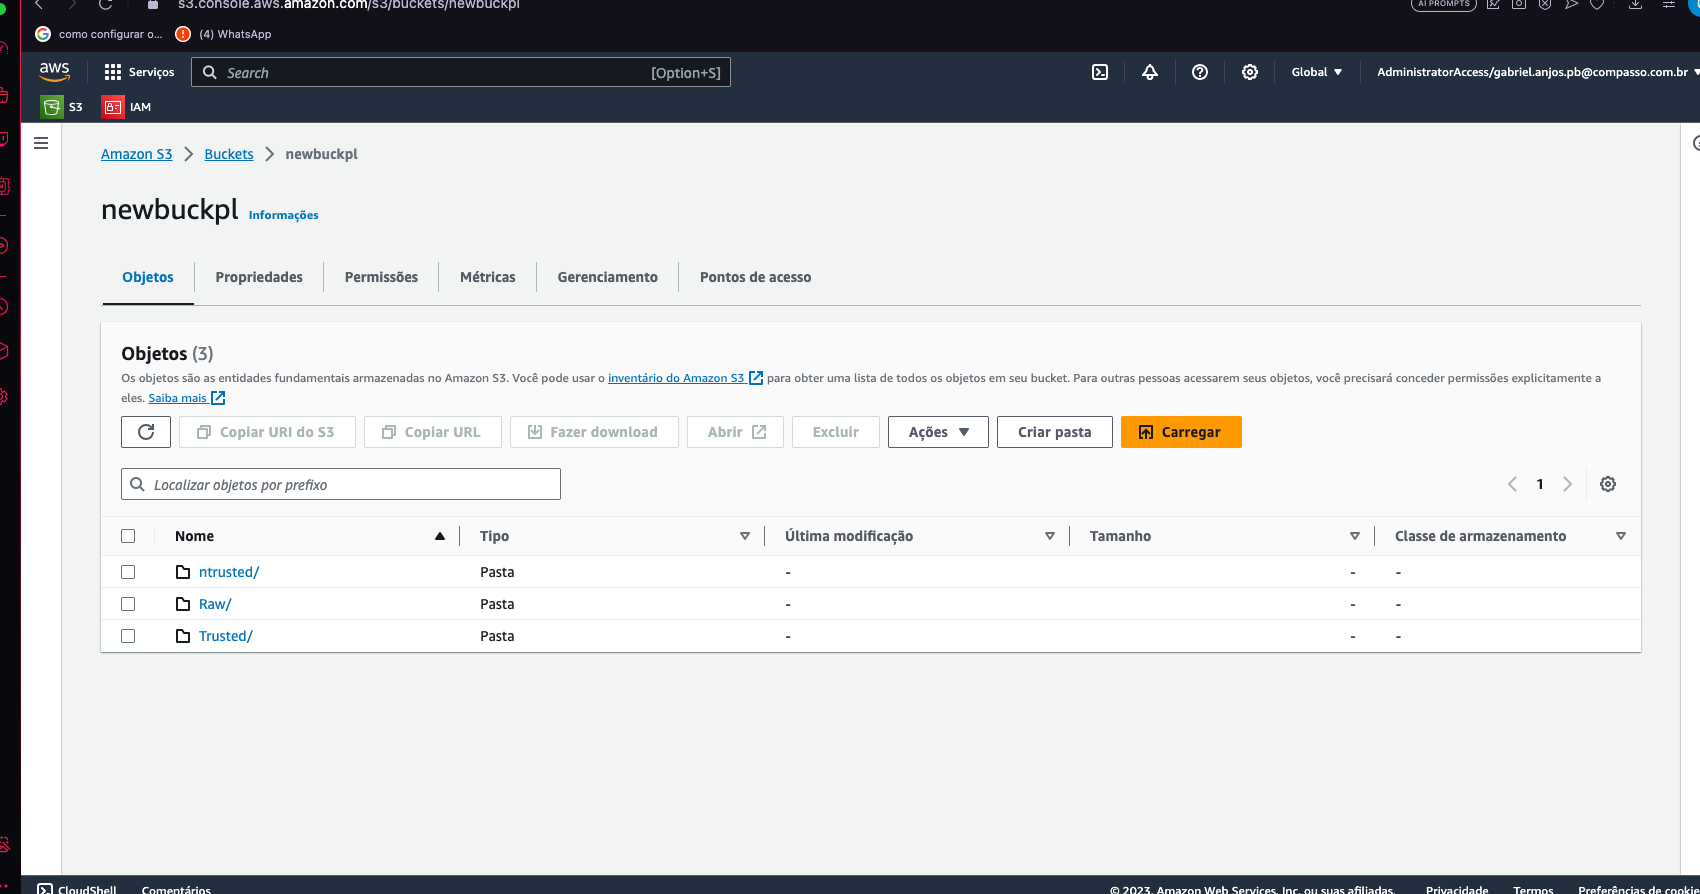 s3.console.aws.amazon.com/s3/buckets/newbuckpl
AI PROMPTS
como configurar o... (4) WhatsApp
aws Serviços Search [Option+S] Global AdministratorAccess/gabriel.anjos.pb@compasso.com.br
S3 IAM
Amazon S3 Buckets newbuckpl
newbuckpl Informações
Objetos Propriedades Permissões Métricas Gerenciamento Pontos de acesso
Objetos (3)
Os objetos são as entidades fundamentais armazenadas no Amazon S3. Você pode usar o inventário do Amazon S3 para obter uma lista de todos os objetos em seu bucket. Para outras pessoas acessarem seus objetos, você precisará conceder permissões explicitamente a
eles. Saiba mais
Copiar URI do S3 Copiar URL Fazer download Abrir Excluir Ações Criar pasta Carregar
Localizar objetos por prefixo 1
Nome Tipo Última modificação Tamanho Classe de armazenamento
ntrusted/ Pasta - - -
Raw/ Pasta - - -
Trusted/ Pasta - - -
CloudShell Comentários © 2023, Amazon Web Services, Inc. ou suas afiliadas. Privacidade Termos Preferências de cookie